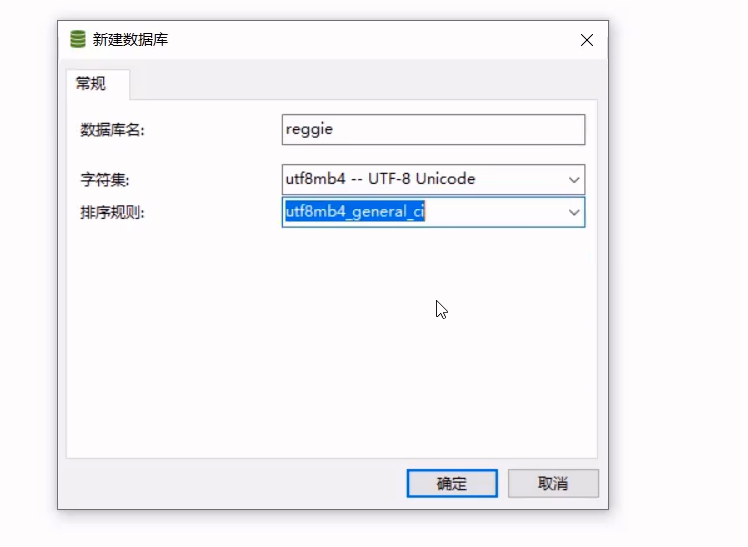 新建数据库
常规
数据库名: reggie
字符集: utf8mb4 -- UTF-8 Unicode
排序规则: utf8mb4_general_ci
确定 取消